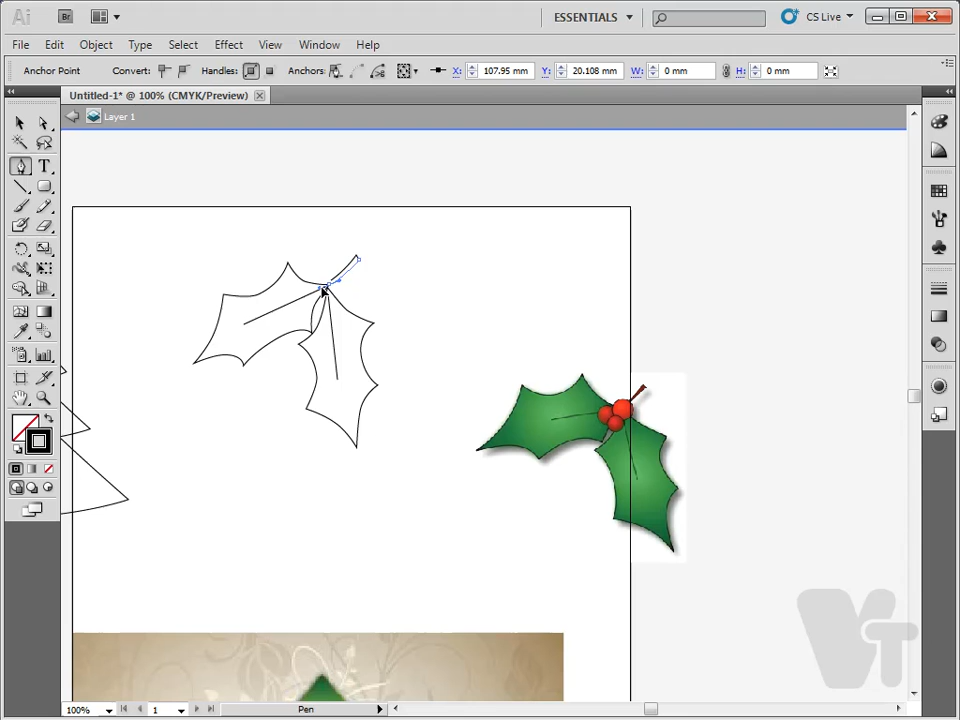 Ai Br ESSENTIALS CS Live
File Edit Object Type Select Effect View Window Help
Anchor Point Convert: Handles: Anchors: X: 107.95 mm Y: 20.108 mm W: 0 mm H: 0 mm
Untitled-1* @ 100% (CMYK/Preview)
Layer 1
T
VT
100% 1 Pen